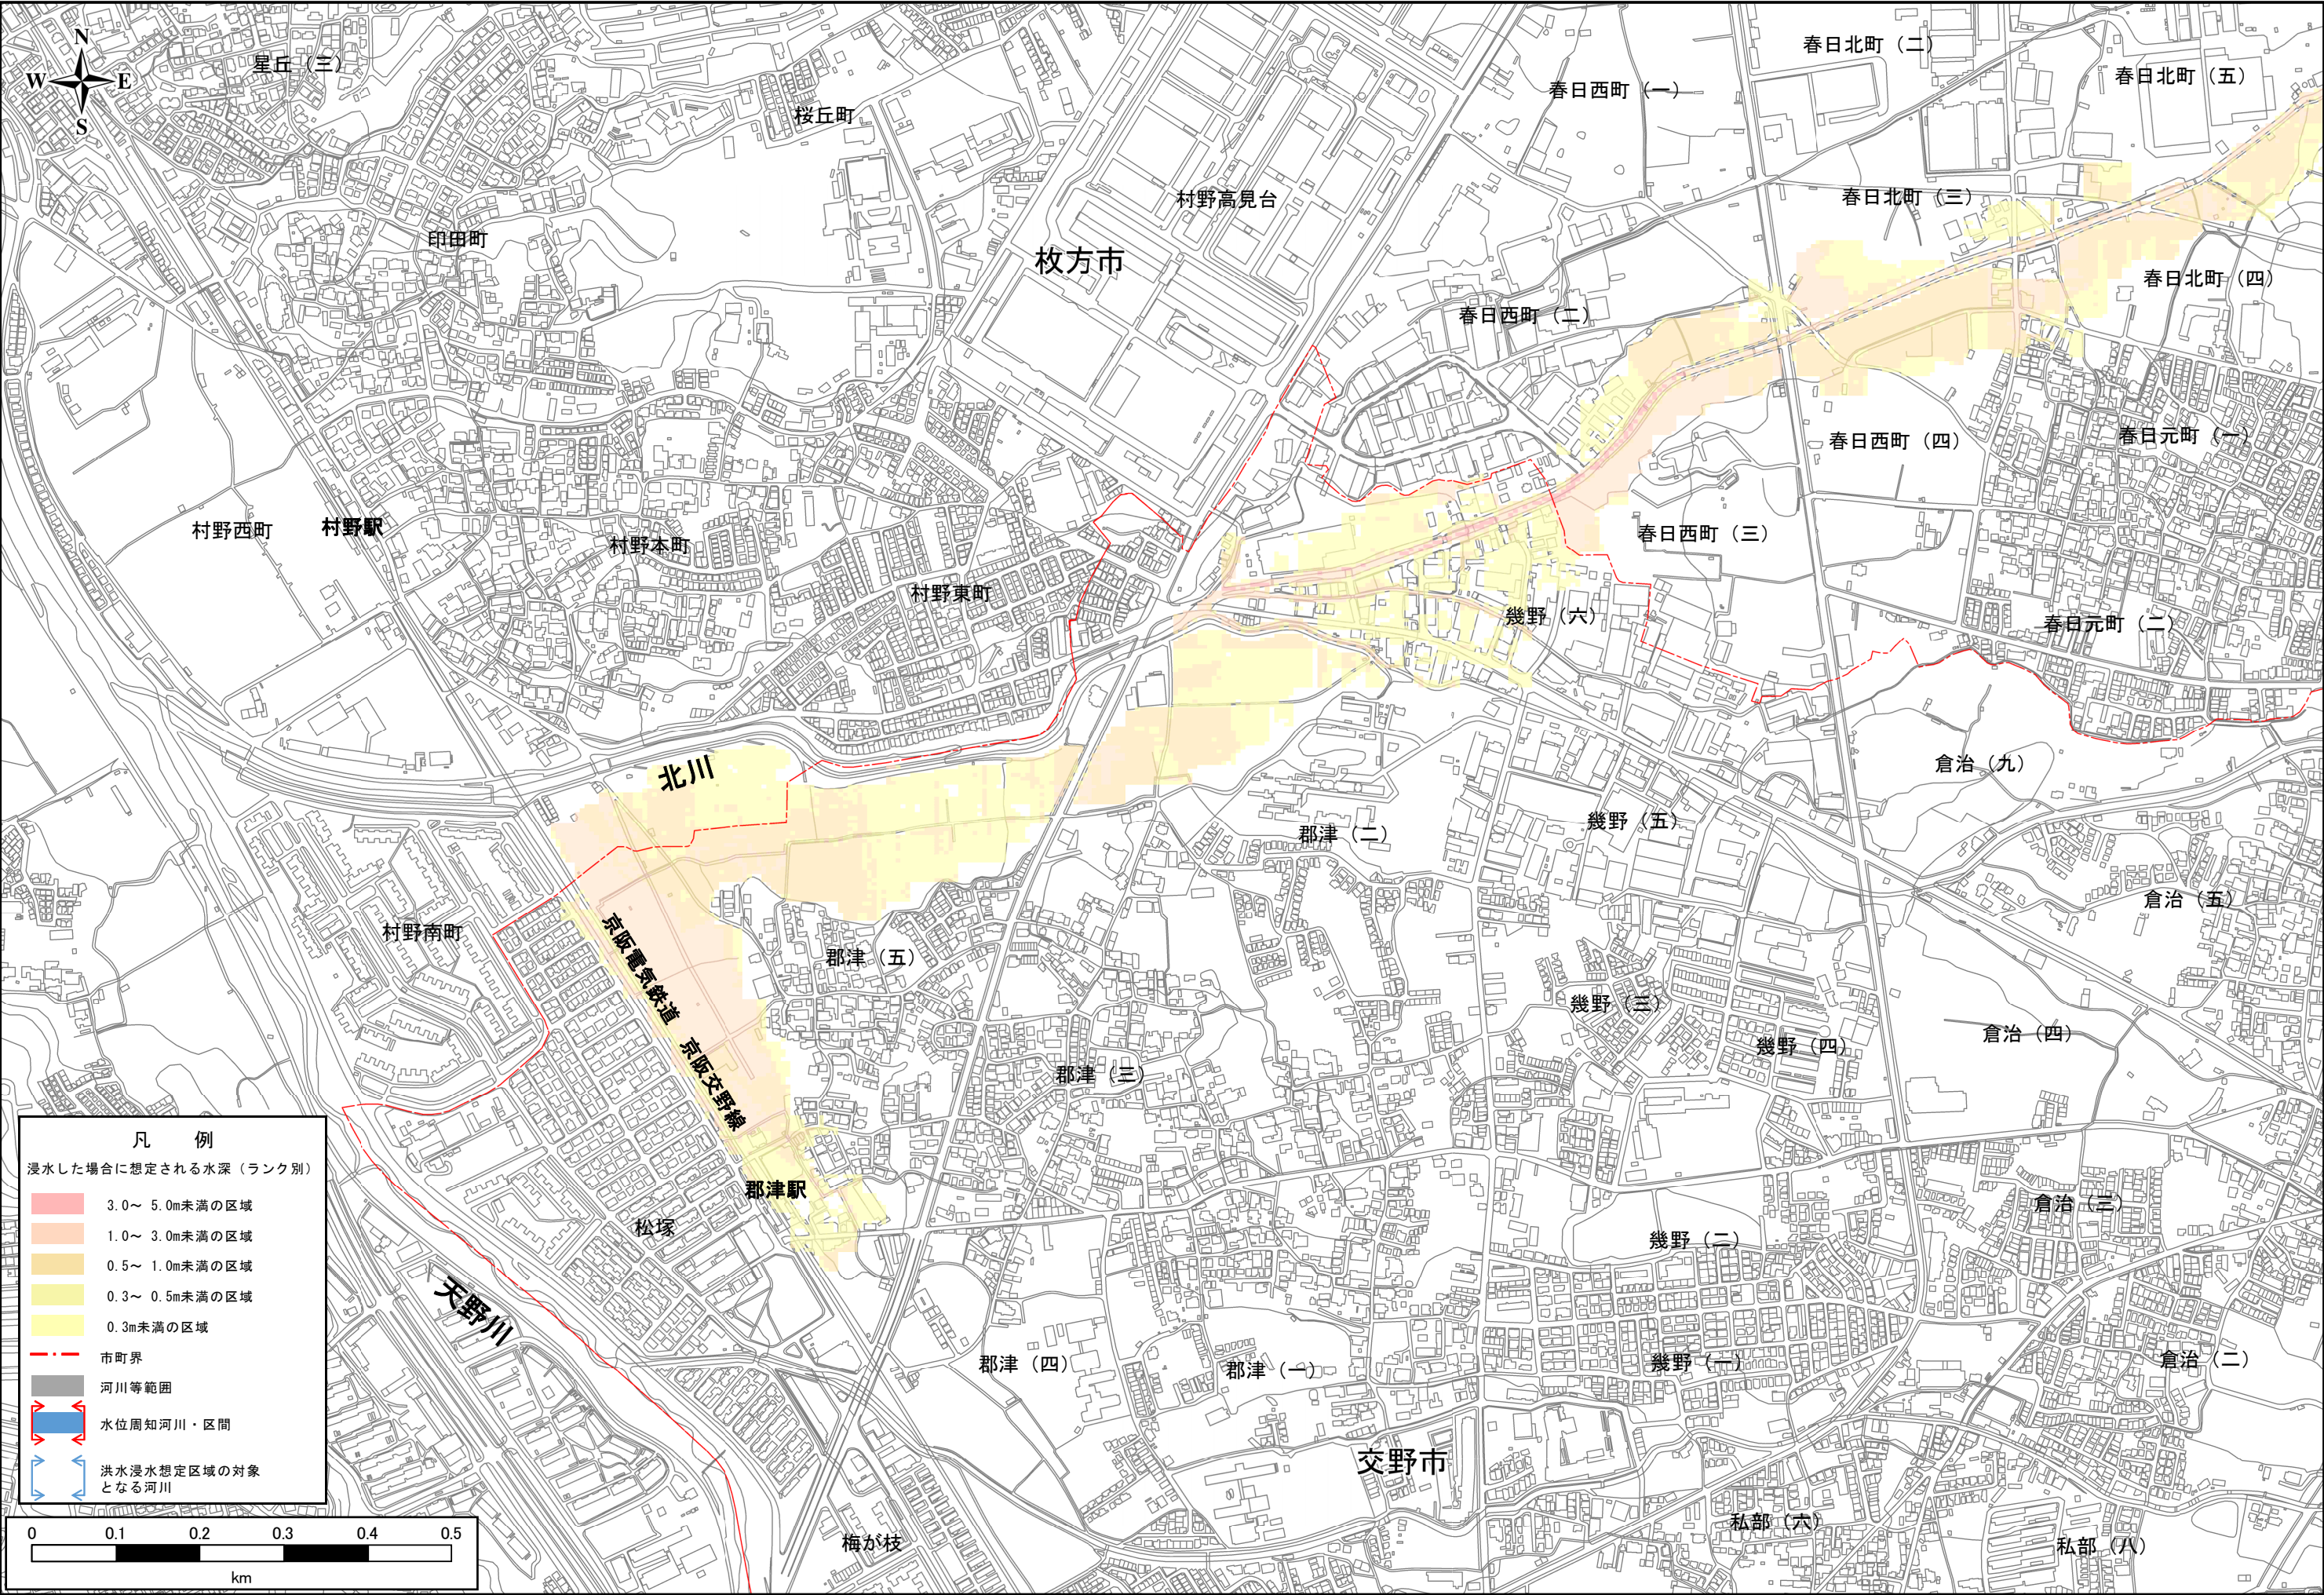 N
W E
S
星丘（三）
桜丘町
印田町
村野高見台
枚方市
春日西町（一）
春日北町（二）
春日北町（五）
春日北町（三）
春日北町（四）
春日西町（二）
春日西町（四）
春日元町（一）
村野西町
村野駅
村野本町
村野東町
春日西町（三）
幾野（六）
春日元町（二）
北川
倉治（九）
郡津（二）
幾野（五）
倉治（五）
村野南町
京阪電気鉄道　京阪交野線
郡津（五）
幾野（三）
倉治（四）
幾野（四）
郡津（三）
郡津駅
松塚
倉治（三）
幾野（二）
天野川
郡津（四）
郡津（一）
幾野（一）
倉治（二）
交野市
梅が枝
私部（六）
私部（八）
凡　例
浸水した場合に想定される水深（ランク別）
3.0～ 5.0m未満の区域
1.0～ 3.0m未満の区域
0.5～ 1.0m未満の区域
0.3～ 0.5m未満の区域
0.3m未満の区域
市町界
河川等範囲
水位周知河川・区間
洪水浸水想定区域の対象
となる河川
0 0.1 0.2 0.3 0.4 0.5
km